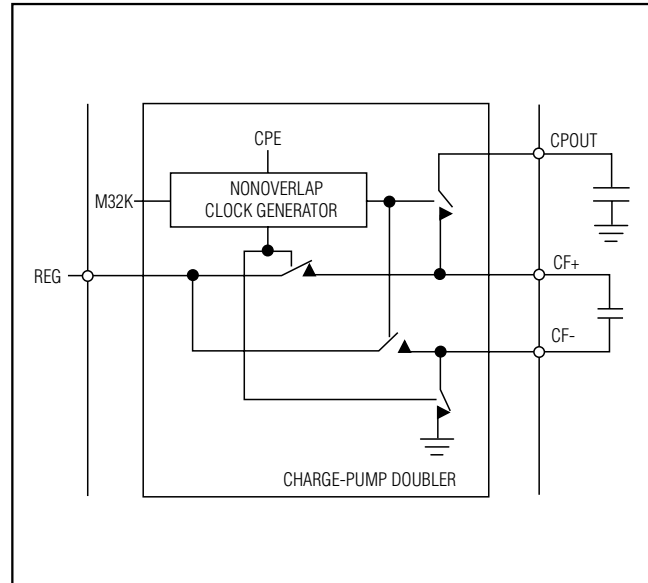 CPE
CPOUT
NONOVERLAP
CLOCK GENERATOR
M32K
REG
CF+
CF-
CHARGE-PUMP DOUBLER